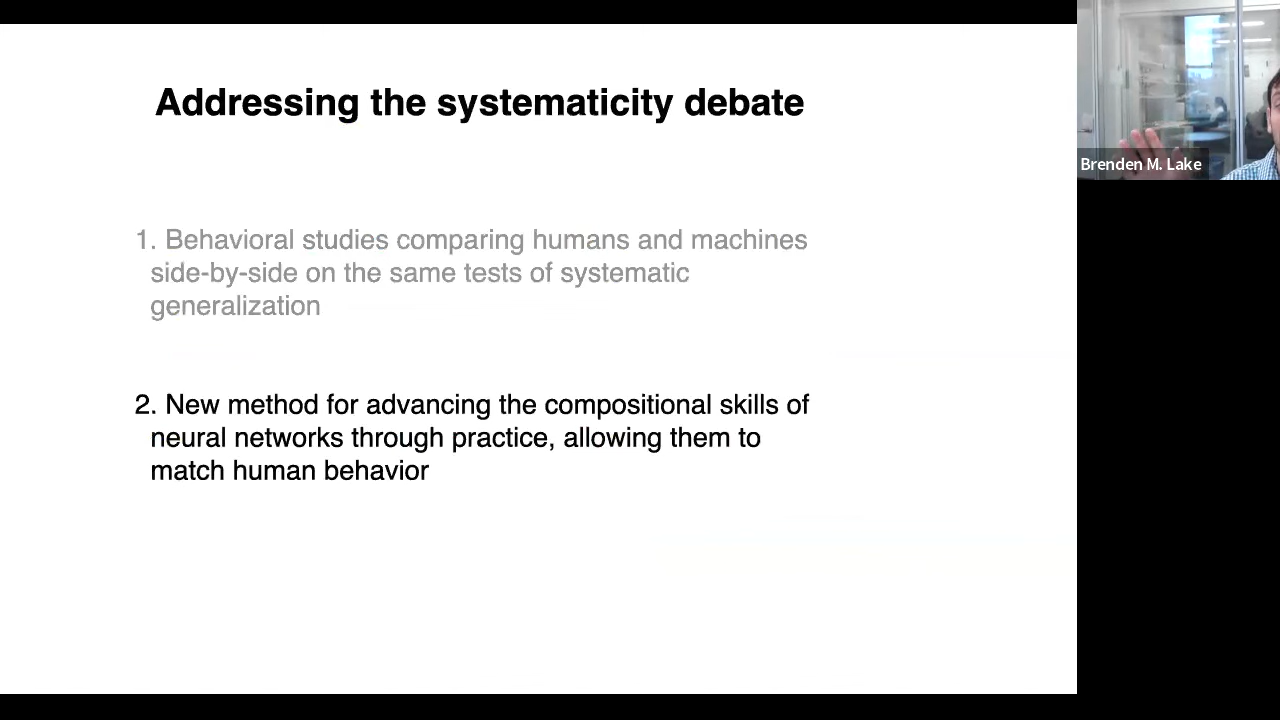 Addressing the systematicity debate
1. Behavioral studies comparing humans and machines
side-by-side on the same tests of systematic
generalization
2. New method for advancing the compositional skills of
neural networks through practice, allowing them to
match human behavior
Brenden M. Lake